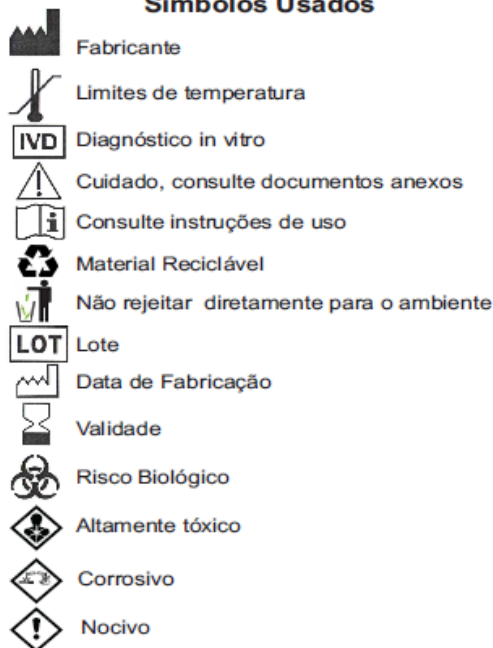 Símbolos Usados
Fabricante
Limites de temperatura
IVD Diagnóstico in vitro
Cuidado, consulte documentos anexos
i Consulte instruções de uso
Material Reciclável
Não rejeitar diretamente para o ambiente
LOT Lote
Data de Fabricação
Validade
Risco Biológico
Altamente tóxico
Corrosivo
Nocivo